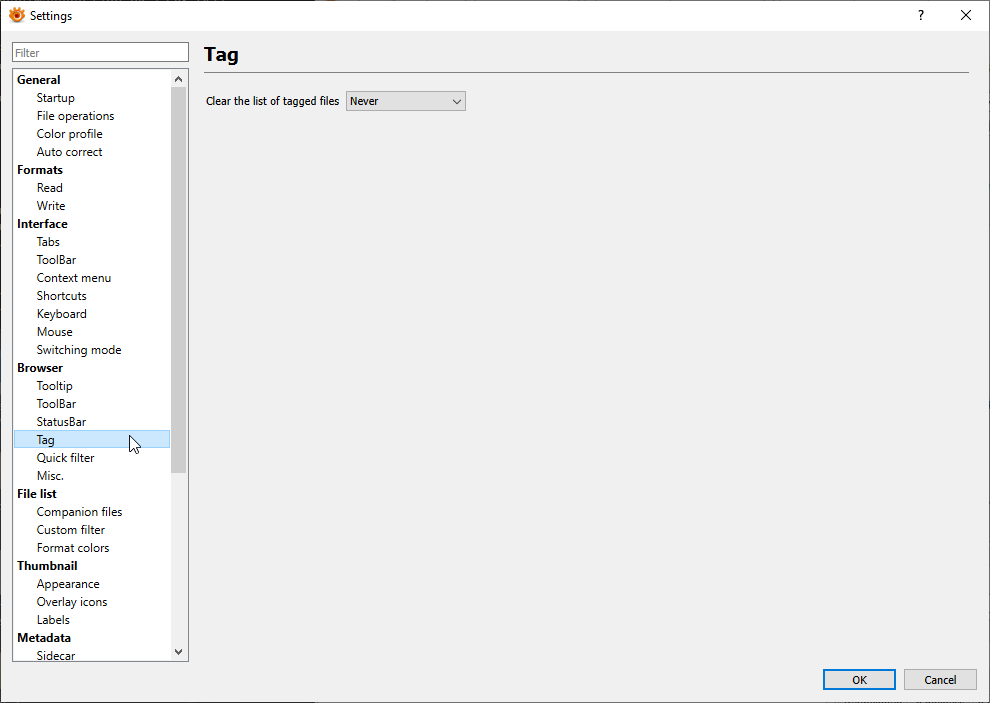 Settings
?
Filter
General
Startup
File operations
Color profile
Auto correct
Formats
Read
Write
Interface
Tabs
ToolBar
Context menu
Shortcuts
Keyboard
Mouse
Switching mode
Browser
Tooltip
ToolBar
StatusBar
Tag
Quick filter
Misc.
File list
Companion files
Custom filter
Format colors
Thumbnail
Appearance
Overlay icons
Labels
Metadata
Sidecar
Tag
Clear the list of tagged files Never
OK Cancel